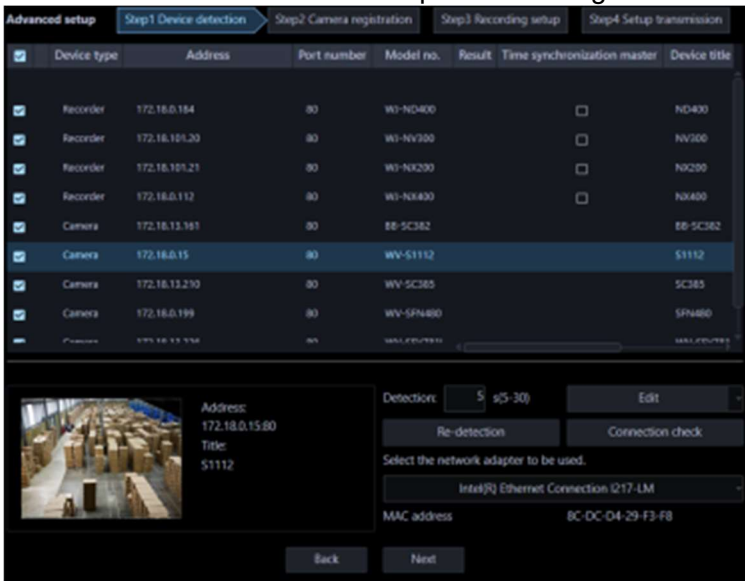 Advanced setup Step1 Device detection Step2 Camera registration Step3 Recording setup Step4 Setup transmission
Device type Address Port number Model no. Result Time synchronization master Device title
Recorder 172.18.0.184 80 WJ-ND400 ND400
Recorder 172.18.101.20 80 WJ-NV300 NV300
Recorder 172.18.101.21 80 WJ-NX200 NX200
Recorder 172.18.0.112 80 WJ-NX400 NX400
Camera 172.18.13.161 80 BB-SC382 BB-SC382
Camera 172.18.0.15 80 WV-S1112 S1112
Camera 172.18.13.210 80 WV-SC385 SC385
Camera 172.18.0.199 80 WV-SFN480 SFN480
Camera 80
Address:
172.18.0.15:80
Title:
S1112
Detection: 5 s(5-30) Edit
Re-detection Connection check
Select the network adapter to be used.
Intel(R) Ethernet Connection I217-LM
MAC address 8C-DC-D4-29-F3-F8
Back Next